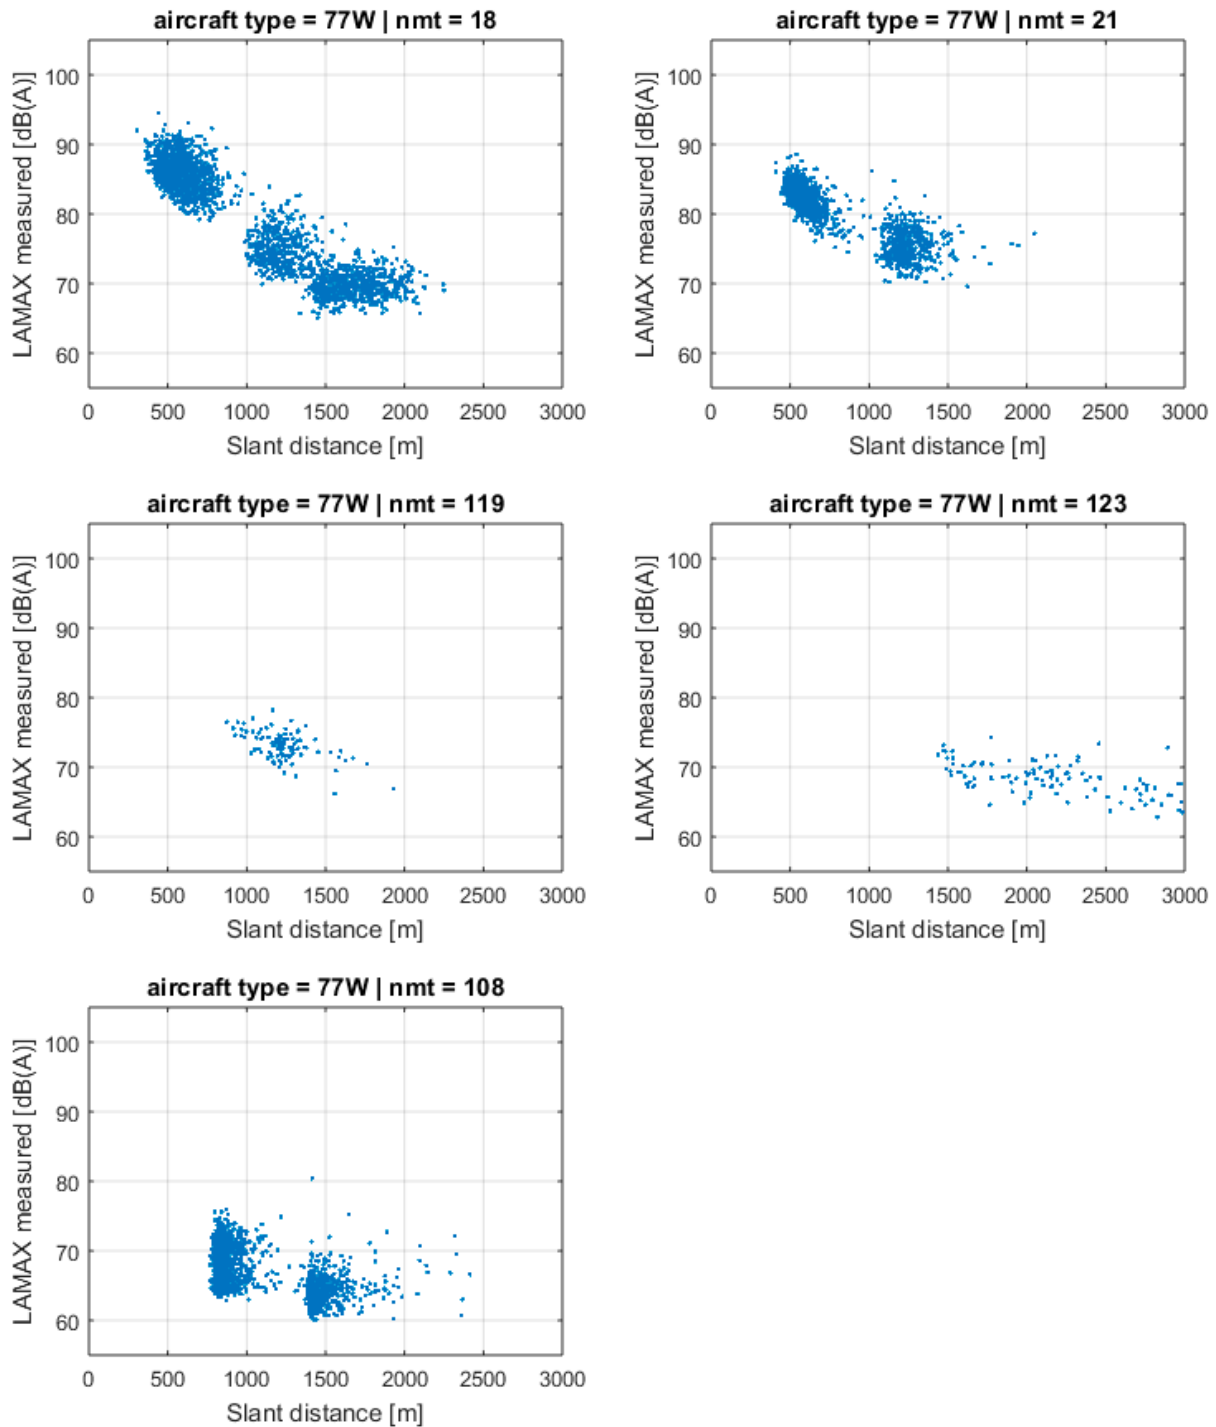 aircraft type = 77W | nmt = 18
LAMAX measured [dB(A)]
100
90
80
70
60
0 500 1000 1500 2000 2500 3000
Slant distance [m]
aircraft type = 77W | nmt = 21
LAMAX measured [dB(A)]
100
90
80
70
60
0 500 1000 1500 2000 2500 3000
Slant distance [m]
aircraft type = 77W | nmt = 119
LAMAX measured [dB(A)]
100
90
80
70
60
0 500 1000 1500 2000 2500 3000
Slant distance [m]
aircraft type = 77W | nmt = 123
LAMAX measured [dB(A)]
100
90
80
70
60
0 500 1000 1500 2000 2500 3000
Slant distance [m]
aircraft type = 77W | nmt = 108
LAMAX measured [dB(A)]
100
90
80
70
60
0 500 1000 1500 2000 2500 3000
Slant distance [m]